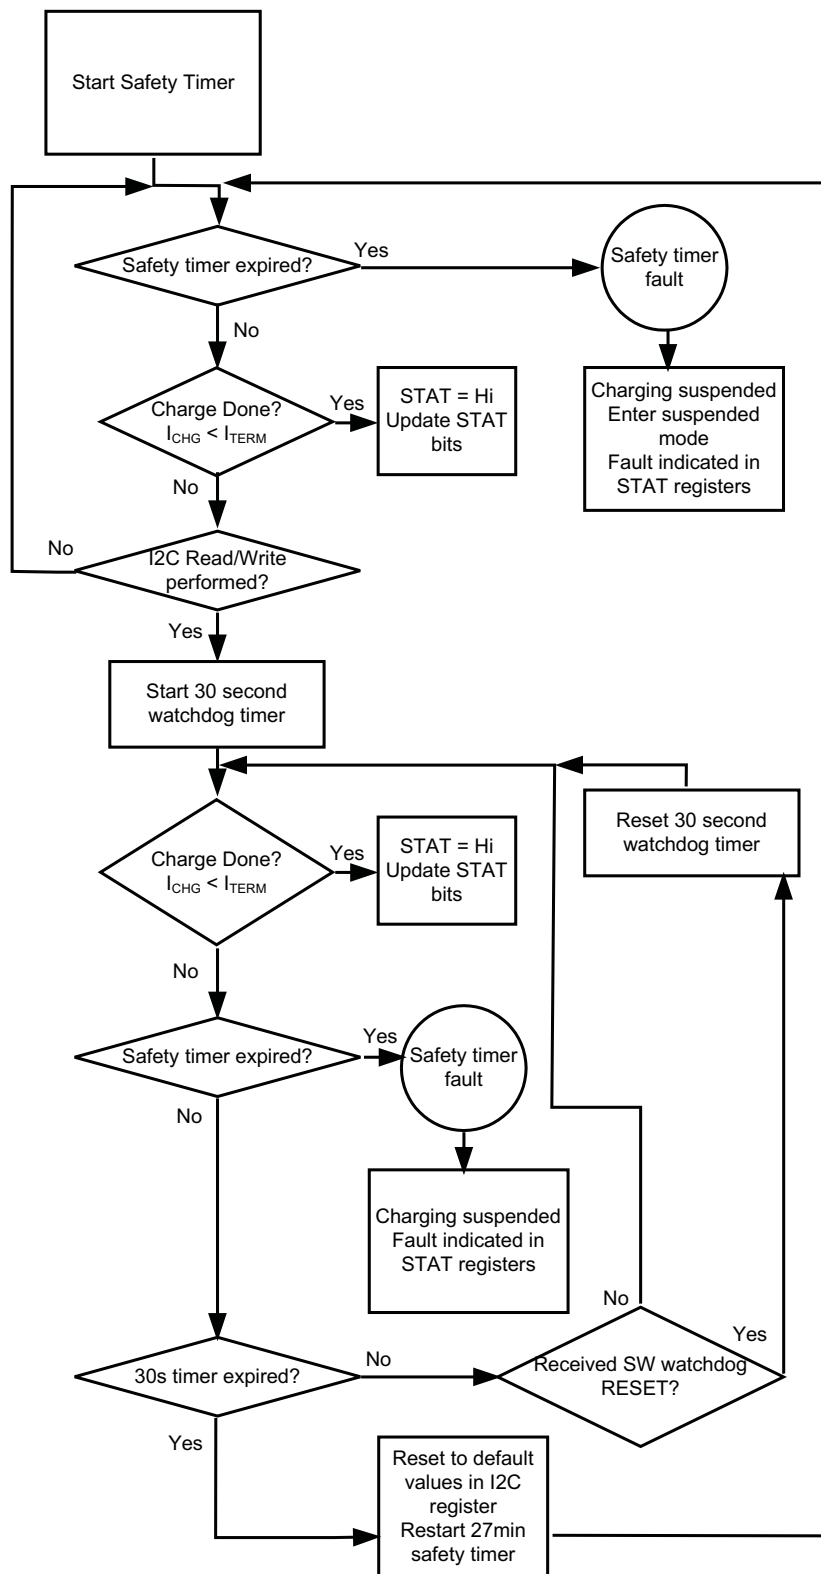 Start Safety Timer
Safety timer expired?
Yes
Safety timer
fault
No
Charging suspended
Enter suspended
mode
Fault indicated in
STAT registers
Charge Done?
I_CHG < I_TERM
Yes
STAT = Hi
Update STAT
bits
No
I2C Read/Write
performed?
No
Yes
Start 30 second
watchdog timer
Reset 30 second
watchdog timer
Charge Done?
I_CHG < I_TERM
Yes
STAT = Hi
Update STAT
bits
No
Safety timer expired?
Yes
Safety timer
fault
No
Charging suspended
Fault indicated in
STAT registers
30s timer expired?
No
Received SW watchdog
RESET?
No
Yes
Yes
Reset to default
values in I2C
register
Restart 27min
safety timer